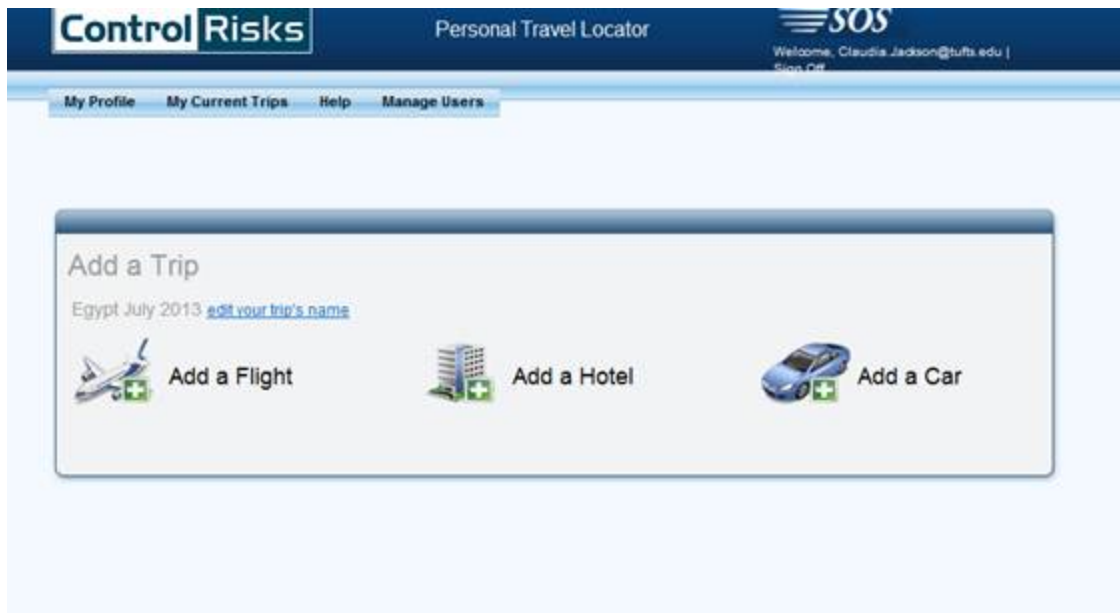 Control Risks
Personal Travel Locator
SOS
Welcome, Claudia.Jackson@tufts.edu |
Sign Off
My Profile My Current Trips Help Manage Users
Add a Trip
Egypt July 2013 edit your trip's name
Add a Flight
Add a Hotel
Add a Car